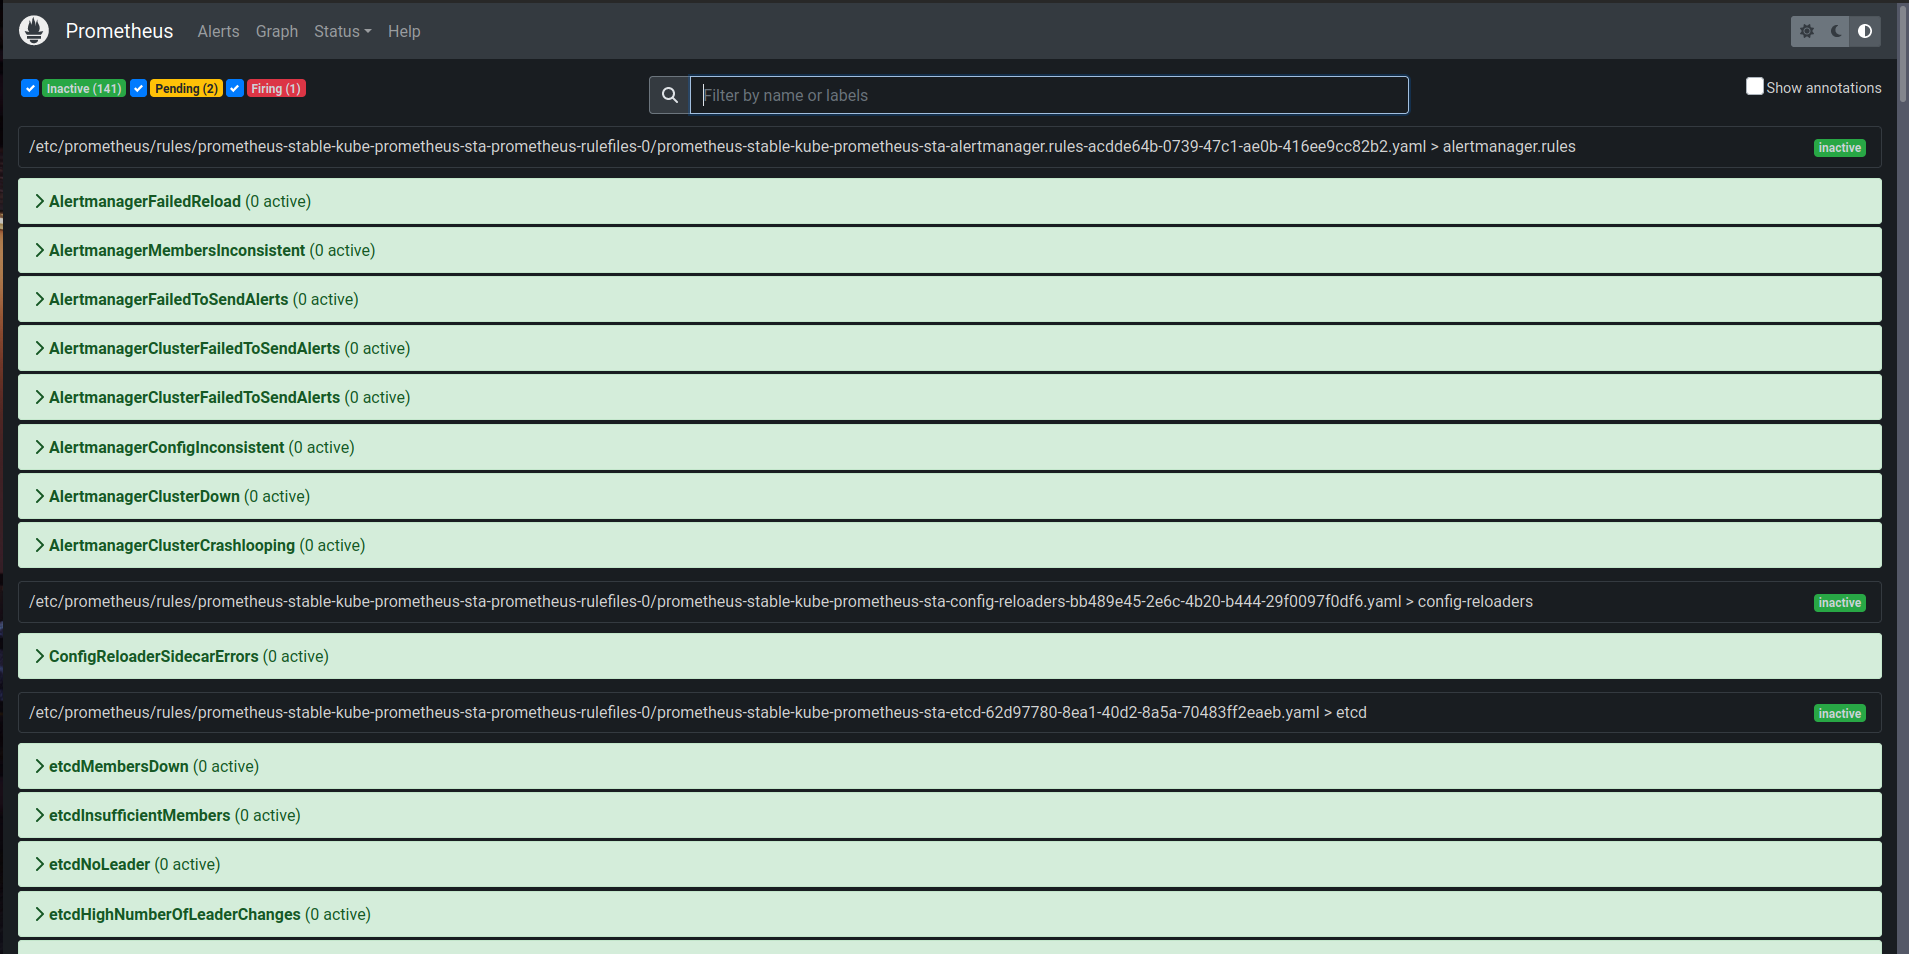 Prometheus Alerts Graph Status Help
Inactive (141) Pending (2) Firing (1) Filter by name or labels Show annotations
/etc/prometheus/rules/prometheus-stable-kube-prometheus-sta-prometheus-rulefiles-0/prometheus-stable-kube-prometheus-sta-alertmanager.rules-acdde64b-0739-47c1-ae0b-416ee9cc82b2.yaml > alertmanager.rules inactive
AlertmanagerFailedReload (0 active)
AlertmanagerMembersInconsistent (0 active)
AlertmanagerFailedToSendAlerts (0 active)
AlertmanagerClusterFailedToSendAlerts (0 active)
AlertmanagerClusterFailedToSendAlerts (0 active)
AlertmanagerConfigInconsistent (0 active)
AlertmanagerClusterDown (0 active)
AlertmanagerClusterCrashlooping (0 active)
/etc/prometheus/rules/prometheus-stable-kube-prometheus-sta-prometheus-rulefiles-0/prometheus-stable-kube-prometheus-sta-config-reloaders-bb489e45-2e6c-4b20-b444-29f0097f0df6.yaml > config-reloaders inactive
ConfigReloaderSidecarErrors (0 active)
/etc/prometheus/rules/prometheus-stable-kube-prometheus-sta-prometheus-rulefiles-0/prometheus-stable-kube-prometheus-sta-etcd-62d97780-8ea1-40d2-8a5a-70483ff2eaeb.yaml > etcd inactive
etcdMembersDown (0 active)
etcdInsufficientMembers (0 active)
etcdNoLeader (0 active)
etcdHighNumberOfLeaderChanges (0 active)